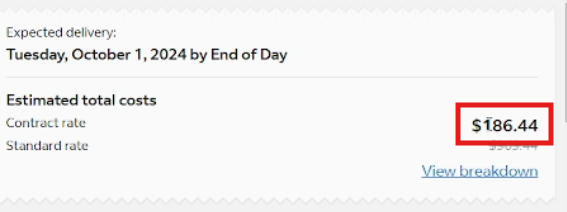 Expected delivery:
Tuesday, October 1, 2024 by End of Day
Estimated total costs
Contract rate
$186.44
Standard rate
View breakdown